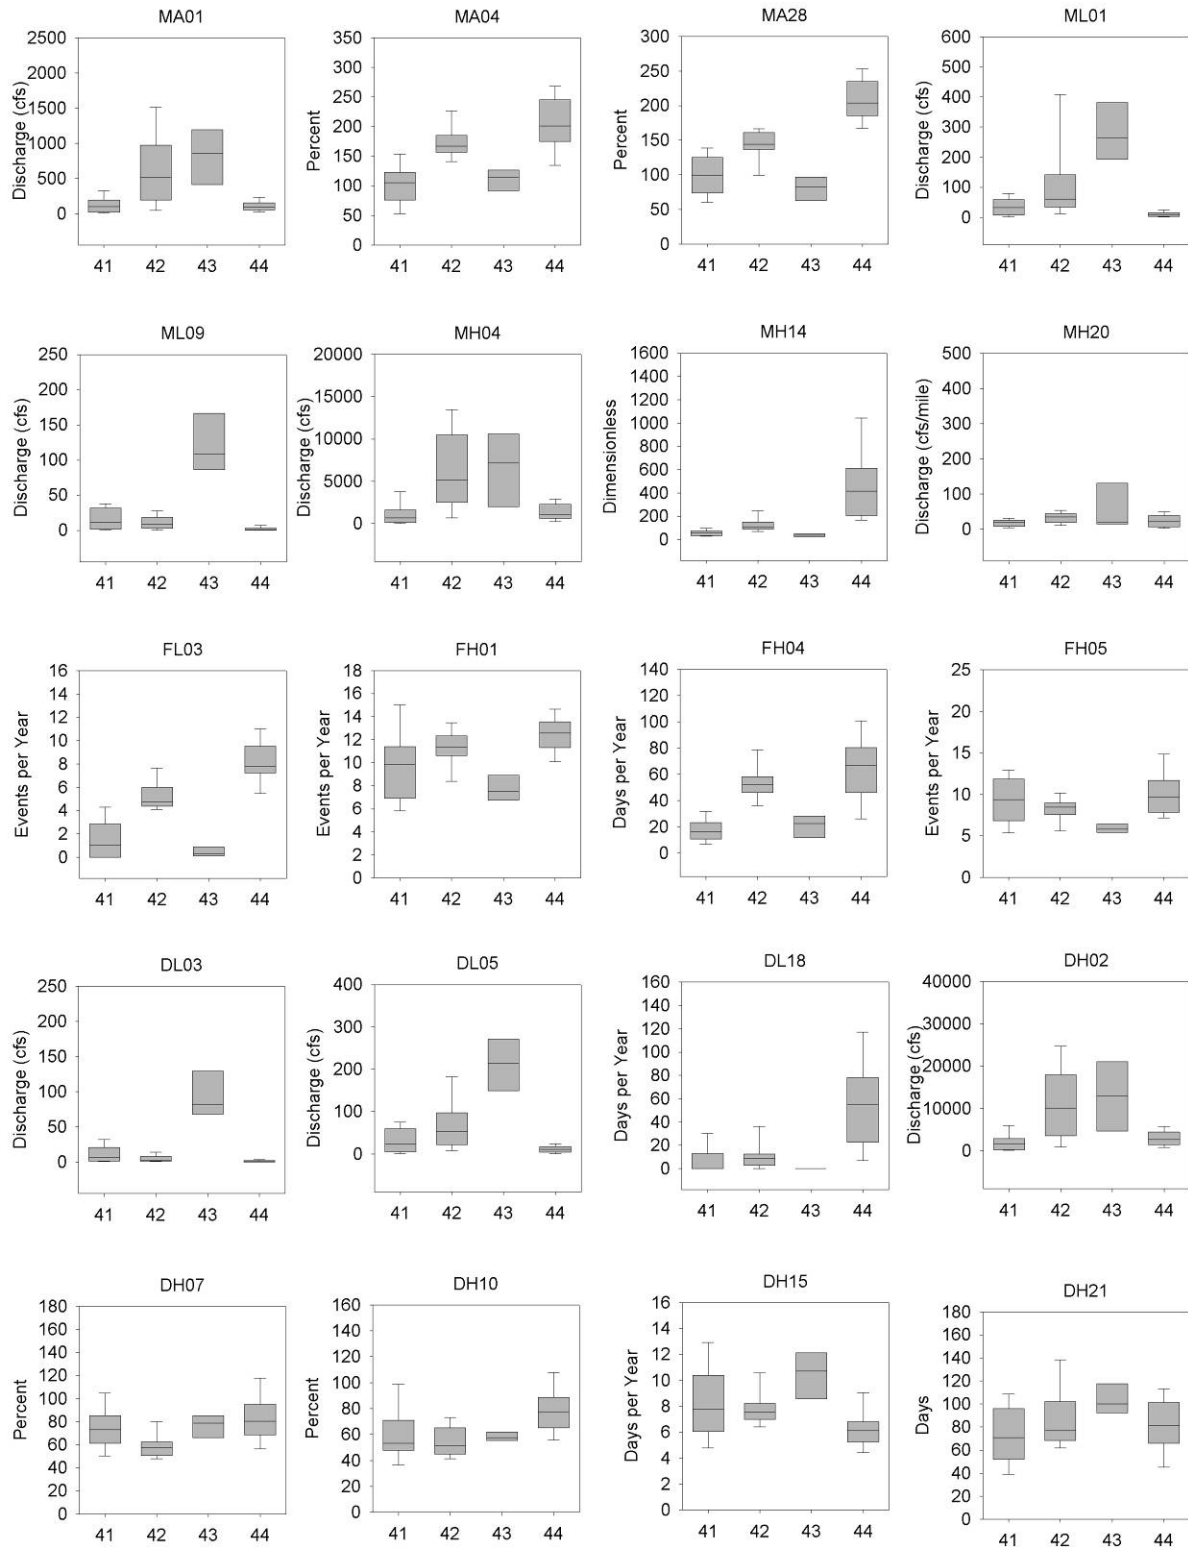 MA01
Discharge (cfs)
2500
2000
1500
1000
500
0
41 42 43 44
MA04
Percent
350
300
250
200
150
100
50
0
41 42 43 44
MA28
Percent
300
250
200
150
100
50
0
41 42 43 44
ML01
Discharge (cfs)
600
500
400
300
200
100
0
41 42 43 44
ML09
Discharge (cfs)
250
200
150
100
50
0
41 42 43 44
MH04
Discharge (cfs)
20000
15000
10000
5000
0
41 42 43 44
MH14
Dimensionless
1600
1400
1200
1000
800
600
400
200
0
41 42 43 44
MH20
Discharge (cfs/mile)
500
400
300
200
100
0
41 42 43 44
FL03
Events per Year
16
14
12
10
8
6
4
2
0
41 42 43 44
FH01
Events per Year
18
16
14
12
10
8
6
4
2
0
41 42 43 44
FH04
Days per Year
140
120
100
80
60
40
20
0
41 42 43 44
FH05
Events per Year
25
20
15
10
5
0
41 42 43 44
DL03
Discharge (cfs)
250
200
150
100
50
0
41 42 43 44
DL05
Discharge (cfs)
400
300
200
100
0
41 42 43 44
DL18
Days per Year
160
140
120
100
80
60
40
20
0
41 42 43 44
DH02
Discharge (cfs)
40000
30000
20000
10000
0
41 42 43 44
DH07
Percent
180
160
140
120
100
80
60
40
20
0
41 42 43 44
DH10
Percent
160
140
120
100
80
60
40
20
0
41 42 43 44
DH15
Days per Year
16
14
12
10
8
6
4
2
0
41 42 43 44
DH21
Days
180
160
140
120
100
80
60
40
20
0
41 42 43 44